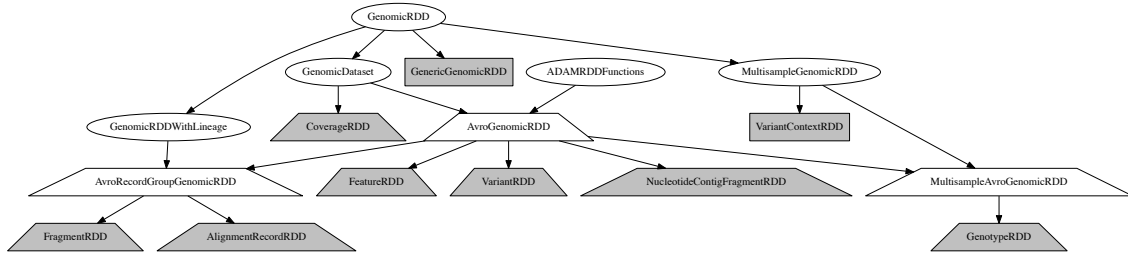 GenomicRDD
GenomicDataset
GenericGenomicRDD
ADAMRDDFunctions
MultisampleGenomicRDD
GenomicRDDWithLineage
CoverageRDD
AvroGenomicRDD
VariantContextRDD
AvroRecordGroupGenomicRDD
FeatureRDD
VariantRDD
NucleotideContigFragmentRDD
MultisampleAvroGenomicRDD
FragmentRDD
AlignmentRecordRDD
GenotypeRDD